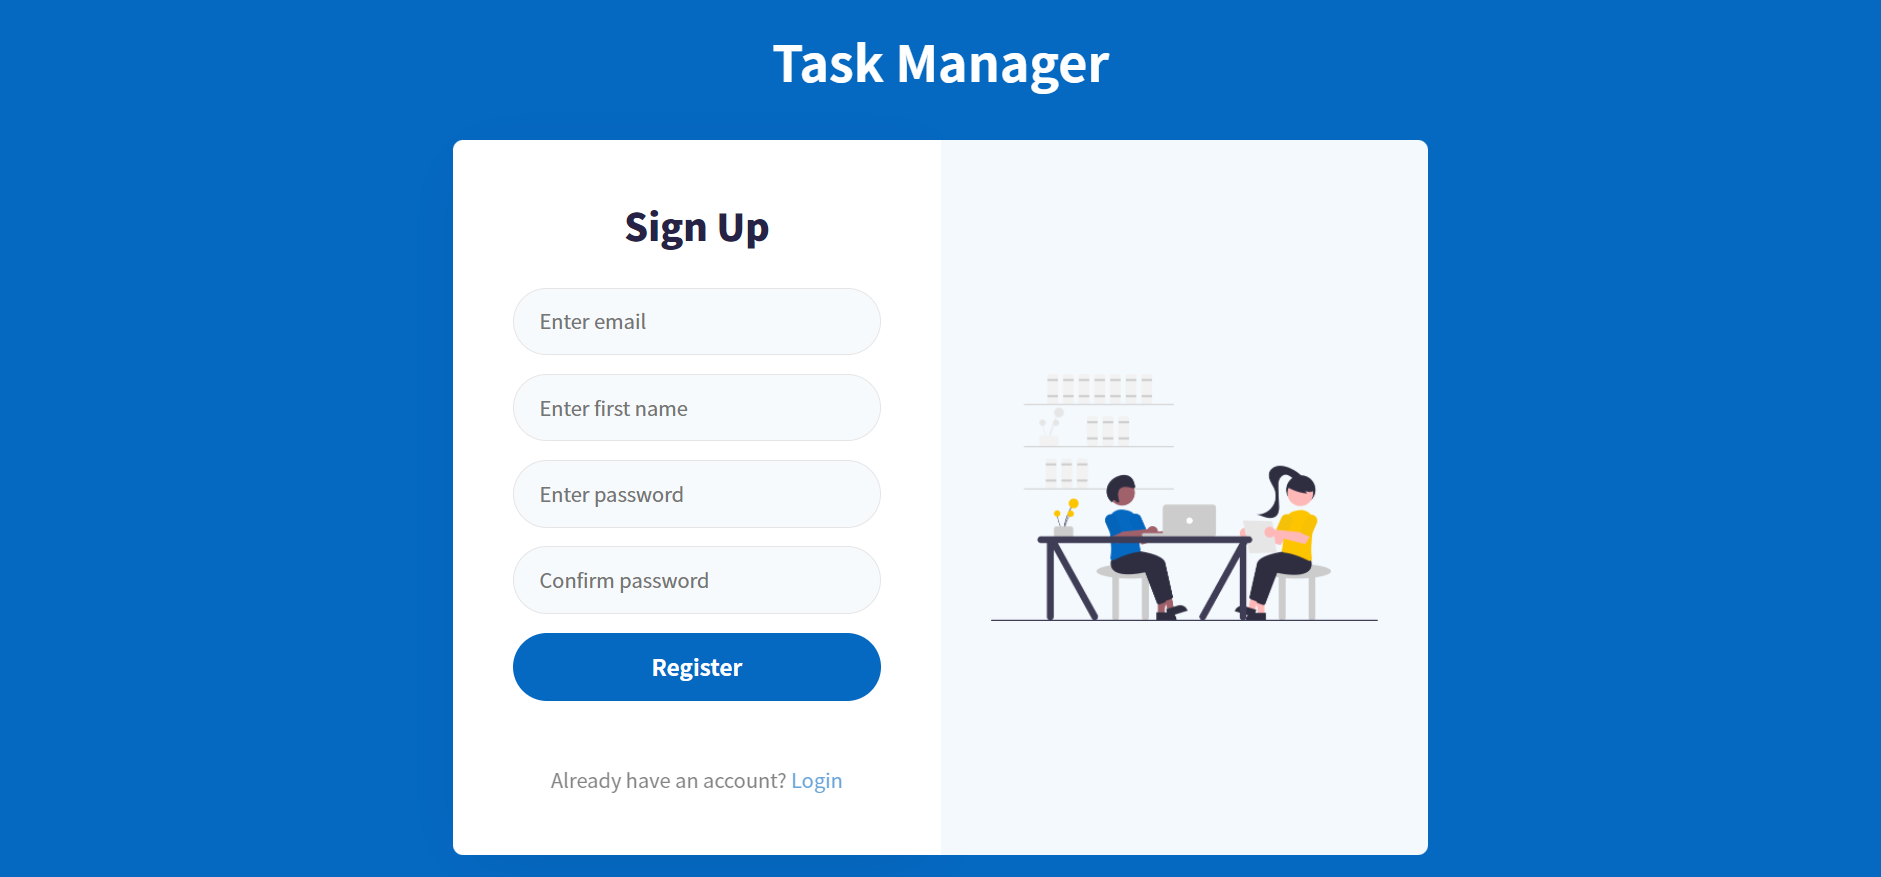 Task Manager
Sign Up
Enter email
Enter first name
Enter password
Confirm password
Register
Already have an account? Login